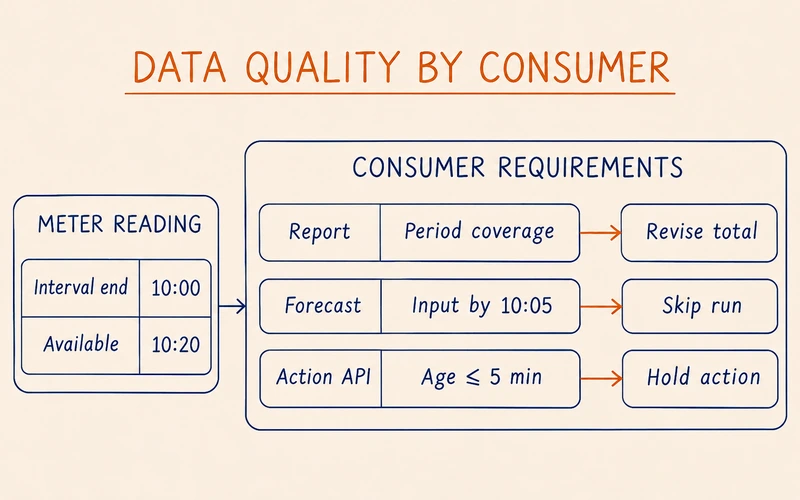 DATA QUALITY BY CONSUMER
METER READING
Interval end 10:00
Available 10:20
CONSUMER REQUIREMENTS
Report Period coverage Revise total
Forecast Input by 10:05 Skip run
Action API Age ≤ 5 min Hold action